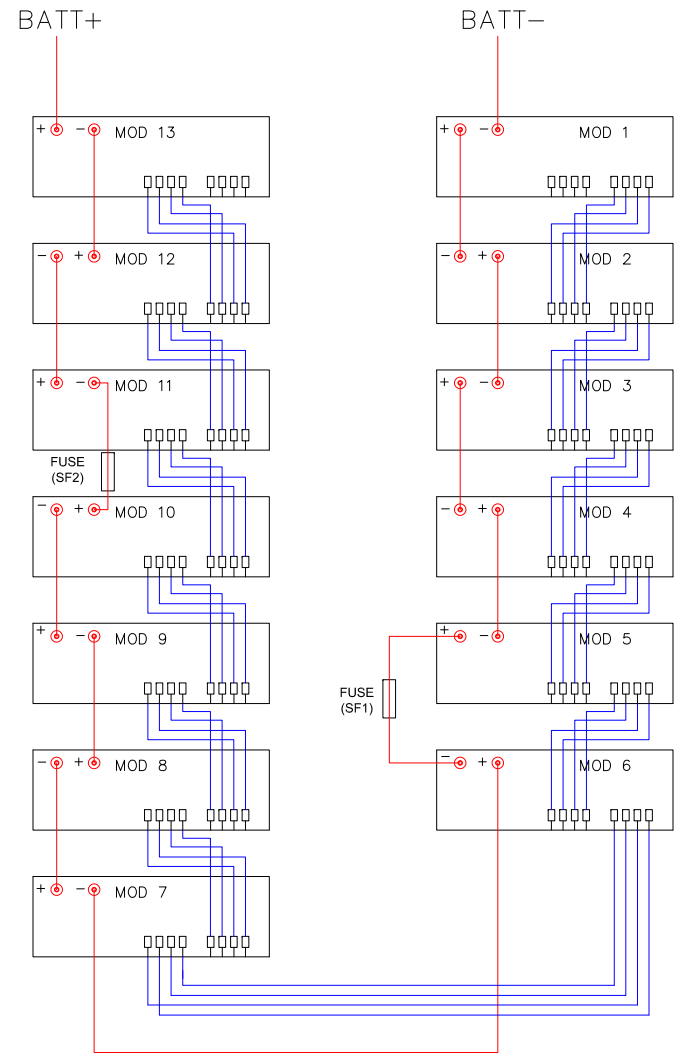 BATT+
BATT−
+ − MOD 13
+ − MOD 1
− + MOD 12
− + MOD 2
+ − MOD 11
+ − MOD 3
FUSE
(SF2)
− + MOD 10
− + MOD 4
+ − MOD 9
+ − MOD 5
FUSE
(SF1)
− + MOD 8
− + MOD 6
+ − MOD 7